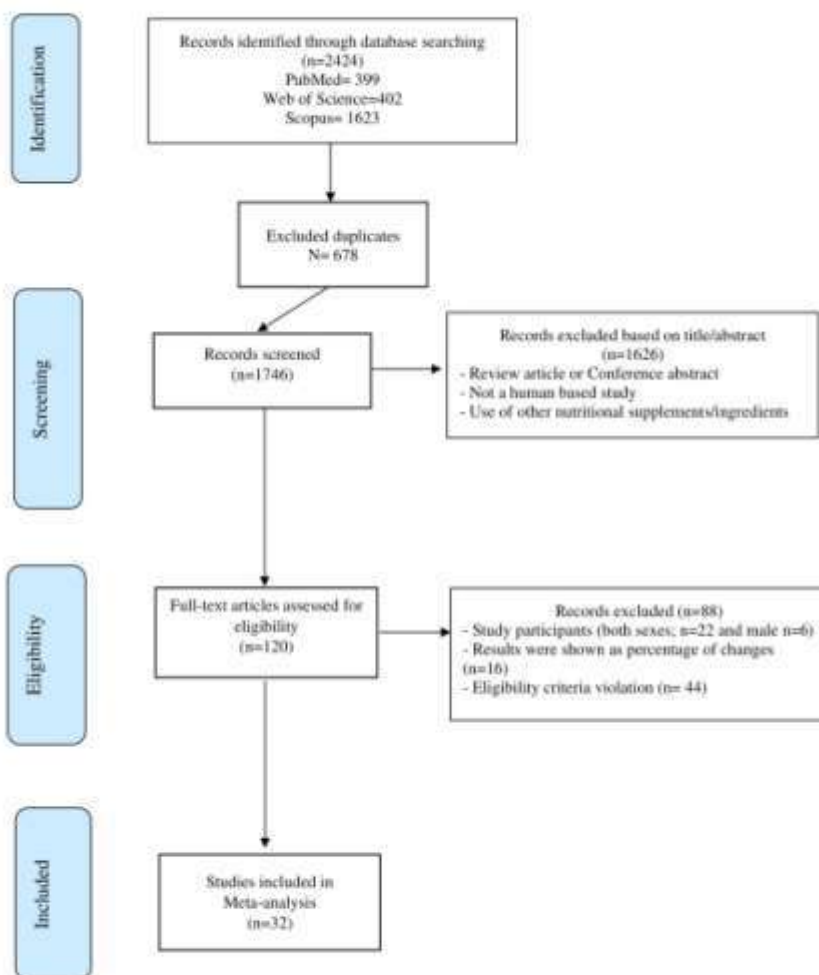 Identification
Records identified through database searching
(n=2424)
PubMed= 399
Web of Science=402
Scopus= 1623
Excluded duplicates
N= 678
Screening
Records screened
(n=1746)
Records excluded based on title/abstract
(n=1626)
- Review article or Conference abstract
- Not a human based study
- Use of other nutritional supplements/ingredients
Eligibility
Full-text articles assessed for
eligibility
(n=120)
Records excluded (n=88)
- Study participants (both sexes; n=22 and male n=6)
- Results were shown as percentage of changes
(n=16)
- Eligibility criteria violation (n= 44)
Included
Studies included in
Meta-analysis
(n=32)